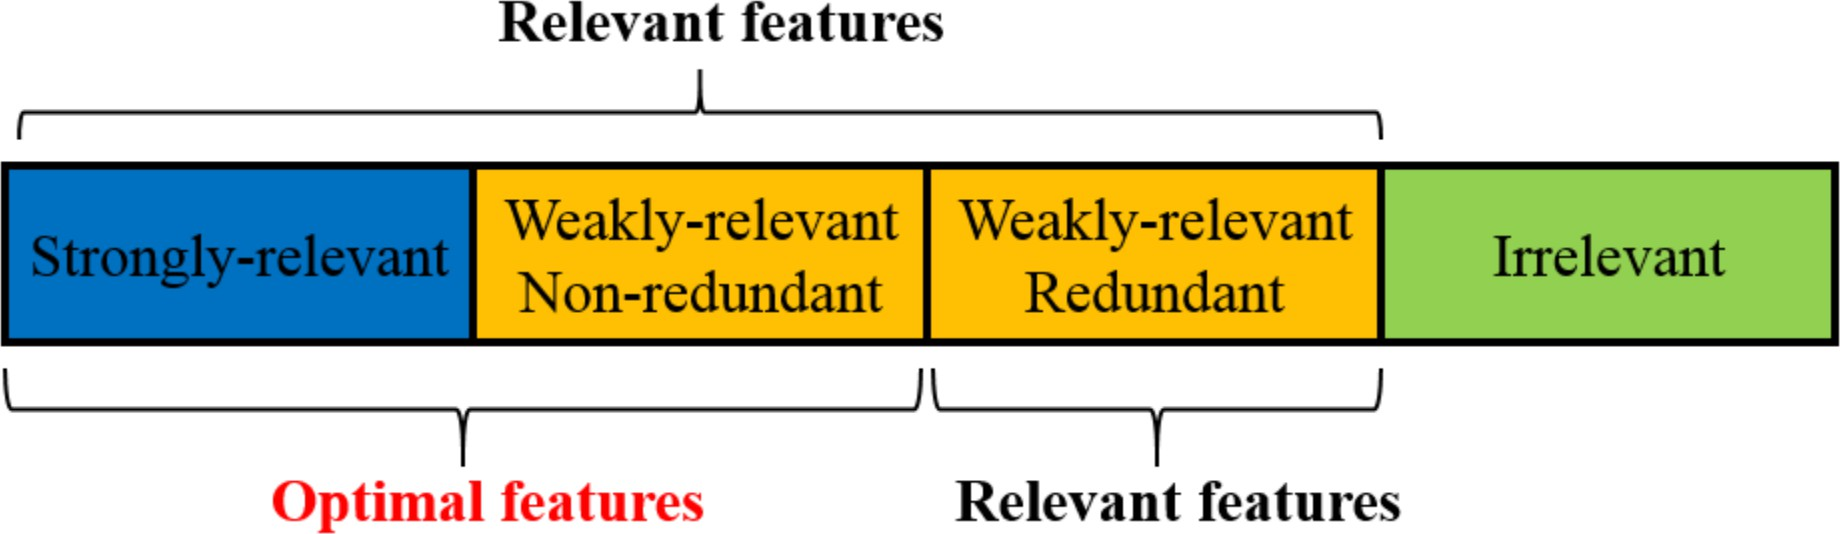 Relevant features
Strongly-relevant
Weakly-relevant
Non-redundant
Weakly-relevant
Redundant
Irrelevant
Optimal features
Relevant features